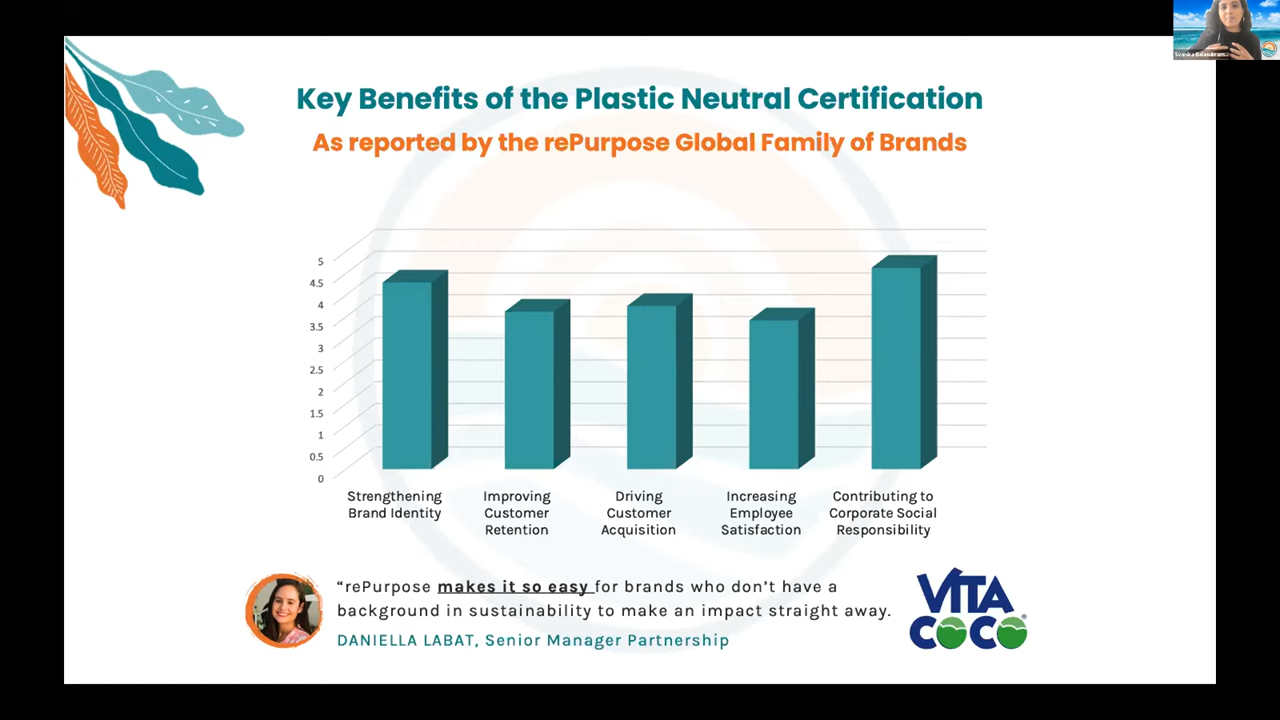 Svanika Balasubram...
Key Benefits of the Plastic Neutral Certification
As reported by the rePurpose Global Family of Brands
5
4.5
4
3.5
3
2.5
2
1.5
1
0.5
0
Strengthening
Brand Identity
Improving
Customer
Retention
Driving
Customer
Acquisition
Increasing
Employee
Satisfaction
Contributing to
Corporate Social
Responsibility
“rePurpose makes it so easy for brands who don’t have a
background in sustainability to make an impact straight away.
DANIELLA LABAT, Senior Manager Partnership
VITA
COCO®